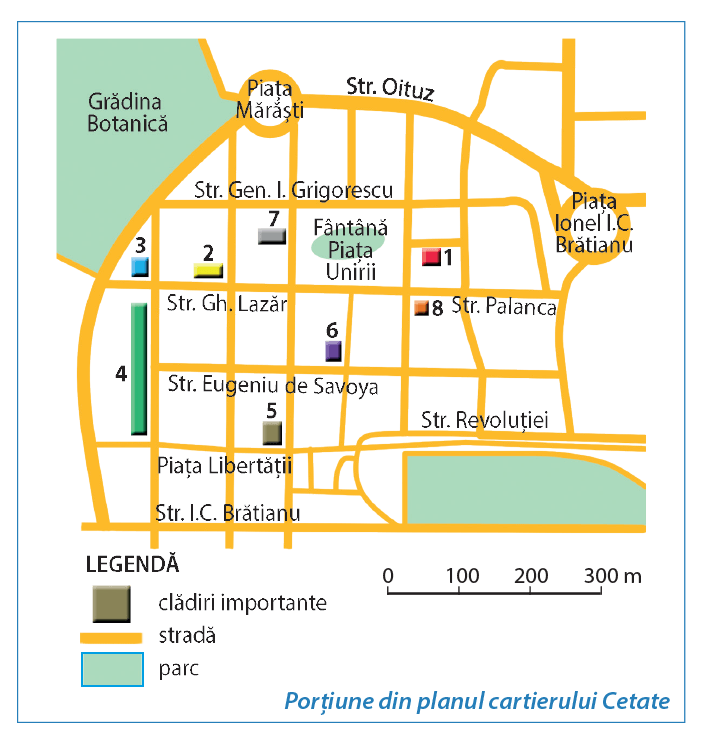 Grădina
Botanică
Piața
Mărăști
Str. Oituz
Str. Gen. I. Grigorescu
Piața
Ionel I.C.
Brătianu
7
3
2
Fântână
Piața
Unirii
1
Str. Gh. Lazăr
8 Str. Palanca
6
4
Str. Eugeniu de Savoya
5
Str. Revoluției
Piața Libertății
Str. I.C. Brătianu
LEGENDĂ
clădiri importante
stradă
parc
0 100 200 300 m
Porțiune din planul cartierului Cetate